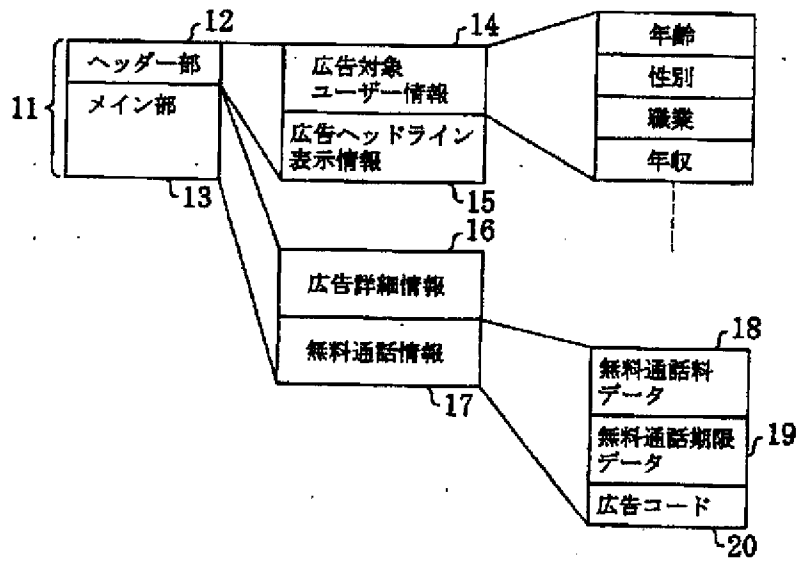 12
ヘッダー部
11
メイン部
13
14
広告対象
ユーザー情報
広告ヘッドライン
表示情報
15
年齢
性別
職業
年収
16
広告詳細情報
無料通話情報
17
18
無料通話料
データ
無料通話期限
データ
19
広告コード
20